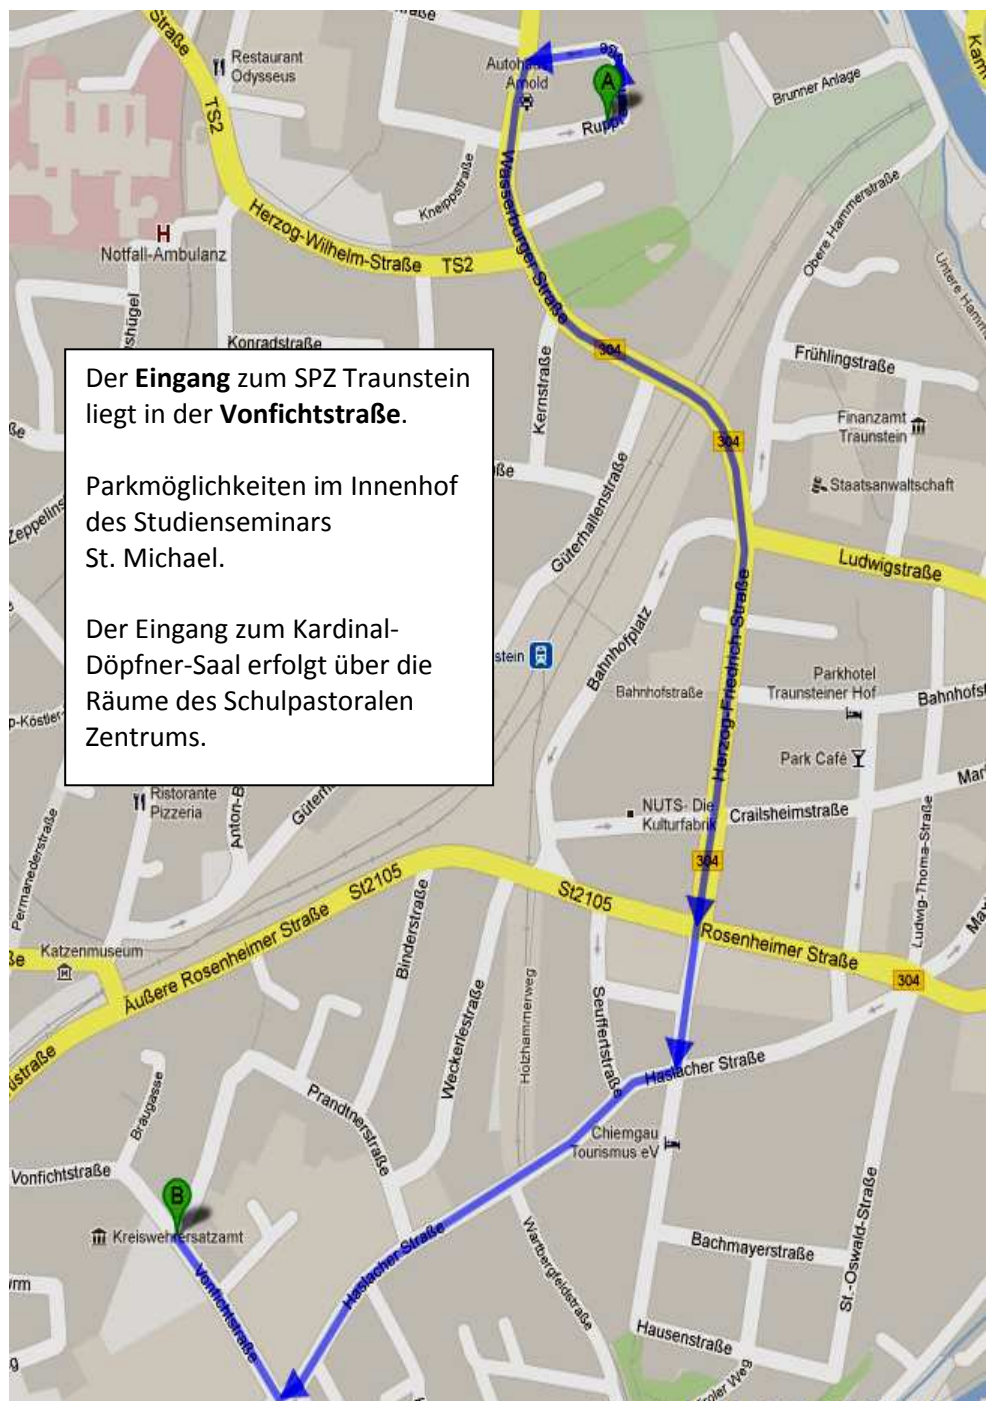 Straße
Restaurant
Odysseus
TS2
Arnold
Brunner Anlage
Kneippstraße
Wasserburger-Straße
Obere Hammerstraße
H
Notfall-Ambulanz
Herzog-Wilhelm-Straße
TS2
Konradstraße
304
Frühlingstraße
Kernstraße
Finanzamt
Traunstein
304
Staatsanwaltschaft
Der Eingang zum SPZ Traunstein
liegt in der Vonfichtstraße.
Parkmöglichkeiten im Innenhof
des Studienseminars
St. Michael.
Der Eingang zum Kardinal-
Döpfner-Saal erfolgt über die
Räume des Schulpastoralen
Zentrums.
Güterhallenstraße
Ludwigstraße
Bahnhofplatz
Herzog-Friedrich-Straße
Bahnhofstraße
Parkhotel
Traunsteiner Hof
Park Café
Ristorante
Pizzeria
NUTS- Die
Kulturfabrik
Crailsheimstraße
Permanederstraße
304
Ludwig-Thoma-Straße
St2105
St2105
Äußere Rosenheimer Straße
Rosenheimer Straße
304
Katzenmuseum
Binderstraße
Weckerlestraße
Holzhammerweg
Seuffertstraße
Haslacher Straße
Braugasse
Prandtnerstraße
Chiemgau
Tourismus eV
Vonfichtstraße
B
Kreiswehrersatzamt
Vonfichtstraße
Haslacher Straße
Wartbergfeldstraße
Bachmayerstraße
St.-Oswald-Straße
Hausenstraße
A